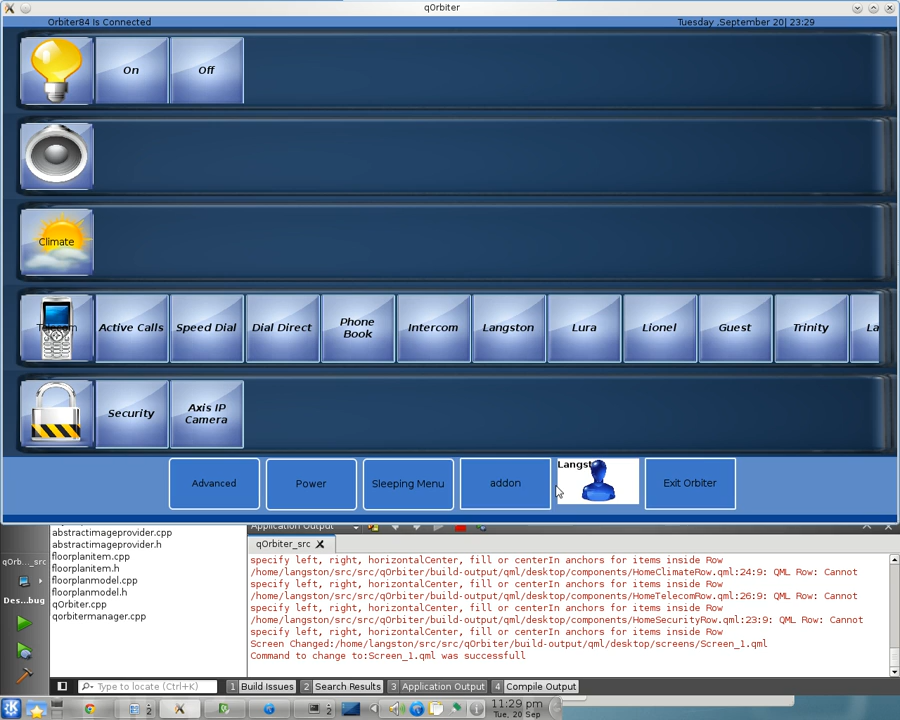 qOrbiter
Orbiter84 Is Connected
Tuesday ,September 20| 23:29
On
Off
Climate
Active Calls
Speed Dial
Dial Direct
Phone
Book
Intercom
Langston
Lura
Lionel
Guest
Trinity
La
Security
Axis IP
Camera
Advanced
Power
Sleeping Menu
addon
Langst
Exit Orbiter
Application Output
qOrbiter_src
abstractimageprovider.cpp
abstractimageprovider.h
floorplanitem.cpp
floorplanitem.h
floorplanmodel.cpp
floorplanmodel.h
qOrbiter.cpp
qorbitermanager.cpp
qOrb..._src
Des...bug
specify left, right, horizontalCenter, fill or centerIn anchors for items inside Row
/home/langston/src/src/qOrbiter/build-output/qml/desktop/components/HomeClimateRow.qml:24:9: QML Row: Cannot
specify left, right, horizontalCenter, fill or centerIn anchors for items inside Row
/home/langston/src/src/qOrbiter/build-output/qml/desktop/components/HomeTelecomRow.qml:26:9: QML Row: Cannot
specify left, right, horizontalCenter, fill or centerIn anchors for items inside Row
/home/langston/src/src/qOrbiter/build-output/qml/desktop/components/HomeSecurityRow.qml:23:9: QML Row: Cannot
specify left, right, horizontalCenter, fill or centerIn anchors for items inside Row
Screen Changed:/home/langston/src/src/qOrbiter/build-output/qml/desktop/screens/Screen_1.qml
Command to change to:Screen_1.qml was successfull
Type to locate (Ctrl+K)
1 Build Issues
2 Search Results
3 Application Output
4 Compile Output
2
2
11:29 pm
Tue, 20 Sep